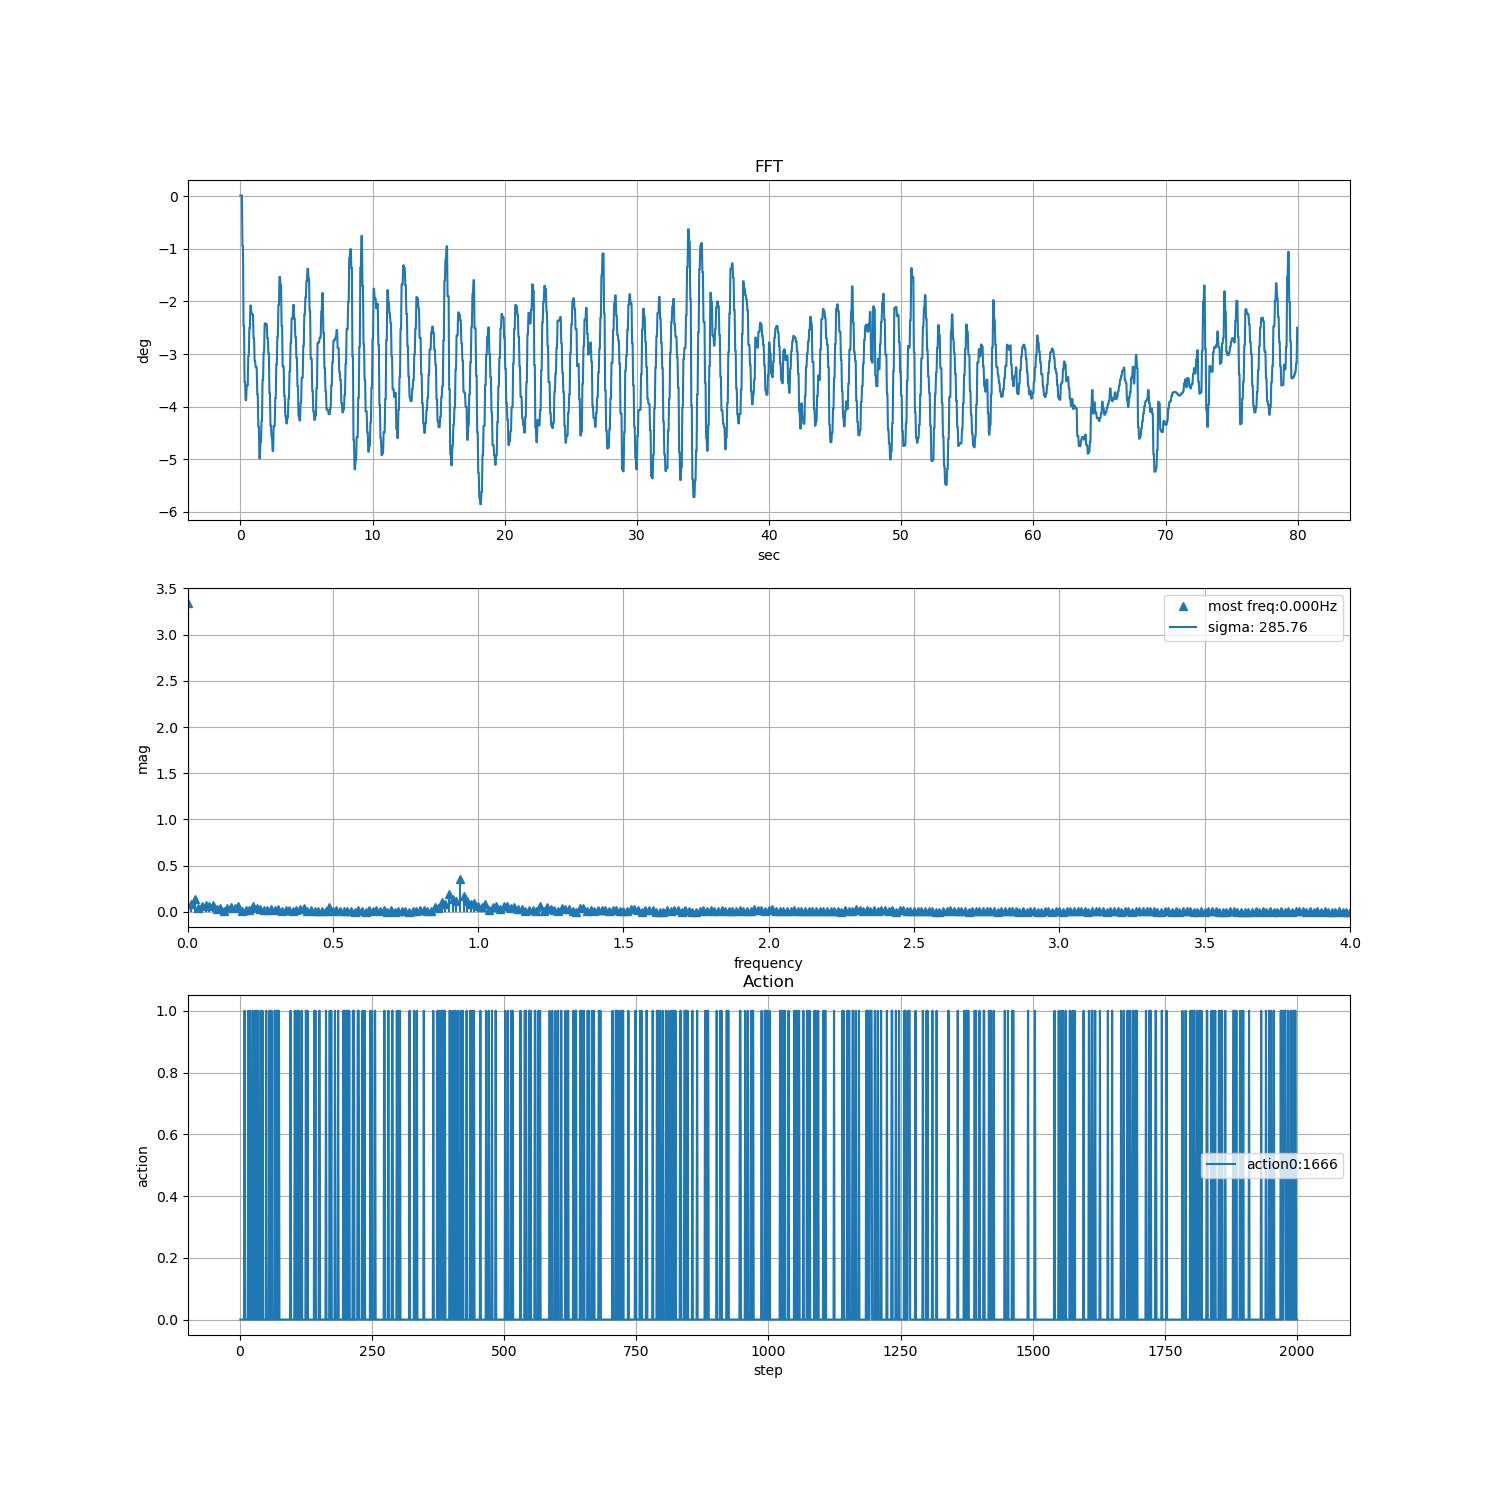 FFT
0
−1
−2
−3
−4
−5
−6
deg
0 10 20 30 40 50 60 70 80
sec
3.5
3.0
2.5
2.0
1.5
1.0
0.5
0.0
mag
most freq:0.000Hz
sigma: 285.76
0.0 0.5 1.0 1.5 2.0 2.5 3.0 3.5 4.0
frequency
Action
1.0
0.8
0.6
0.4
0.2
0.0
action
action0:1666
0 250 500 750 1000 1250 1500 1750 2000
step